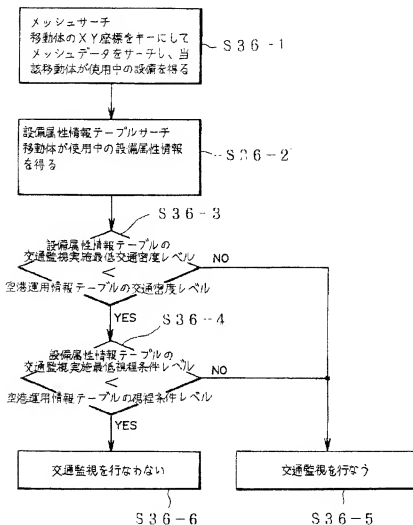 メッシュサーチ
移動体のXY座標をキーにして
メッシュデータをサーチし、当
該移動体が使用中の設備を得る
S36-1
設備属性情報テーブルサーチ
移動体が使用中の設備属性情報
を得る
S36-2
S36-3
設備属性情報テーブルの
交通監視実施最低交通密度レベル
<
空港運用情報テーブルの交通密度レベル
NO
YES
S36-4
設備属性情報テーブルの
交通監視実施最低視程条件レベル
<
空港運用情報テーブルの視程条件レベル
NO
YES
交通監視を行なわない
交通監視を行なう
S36-6
S36-5